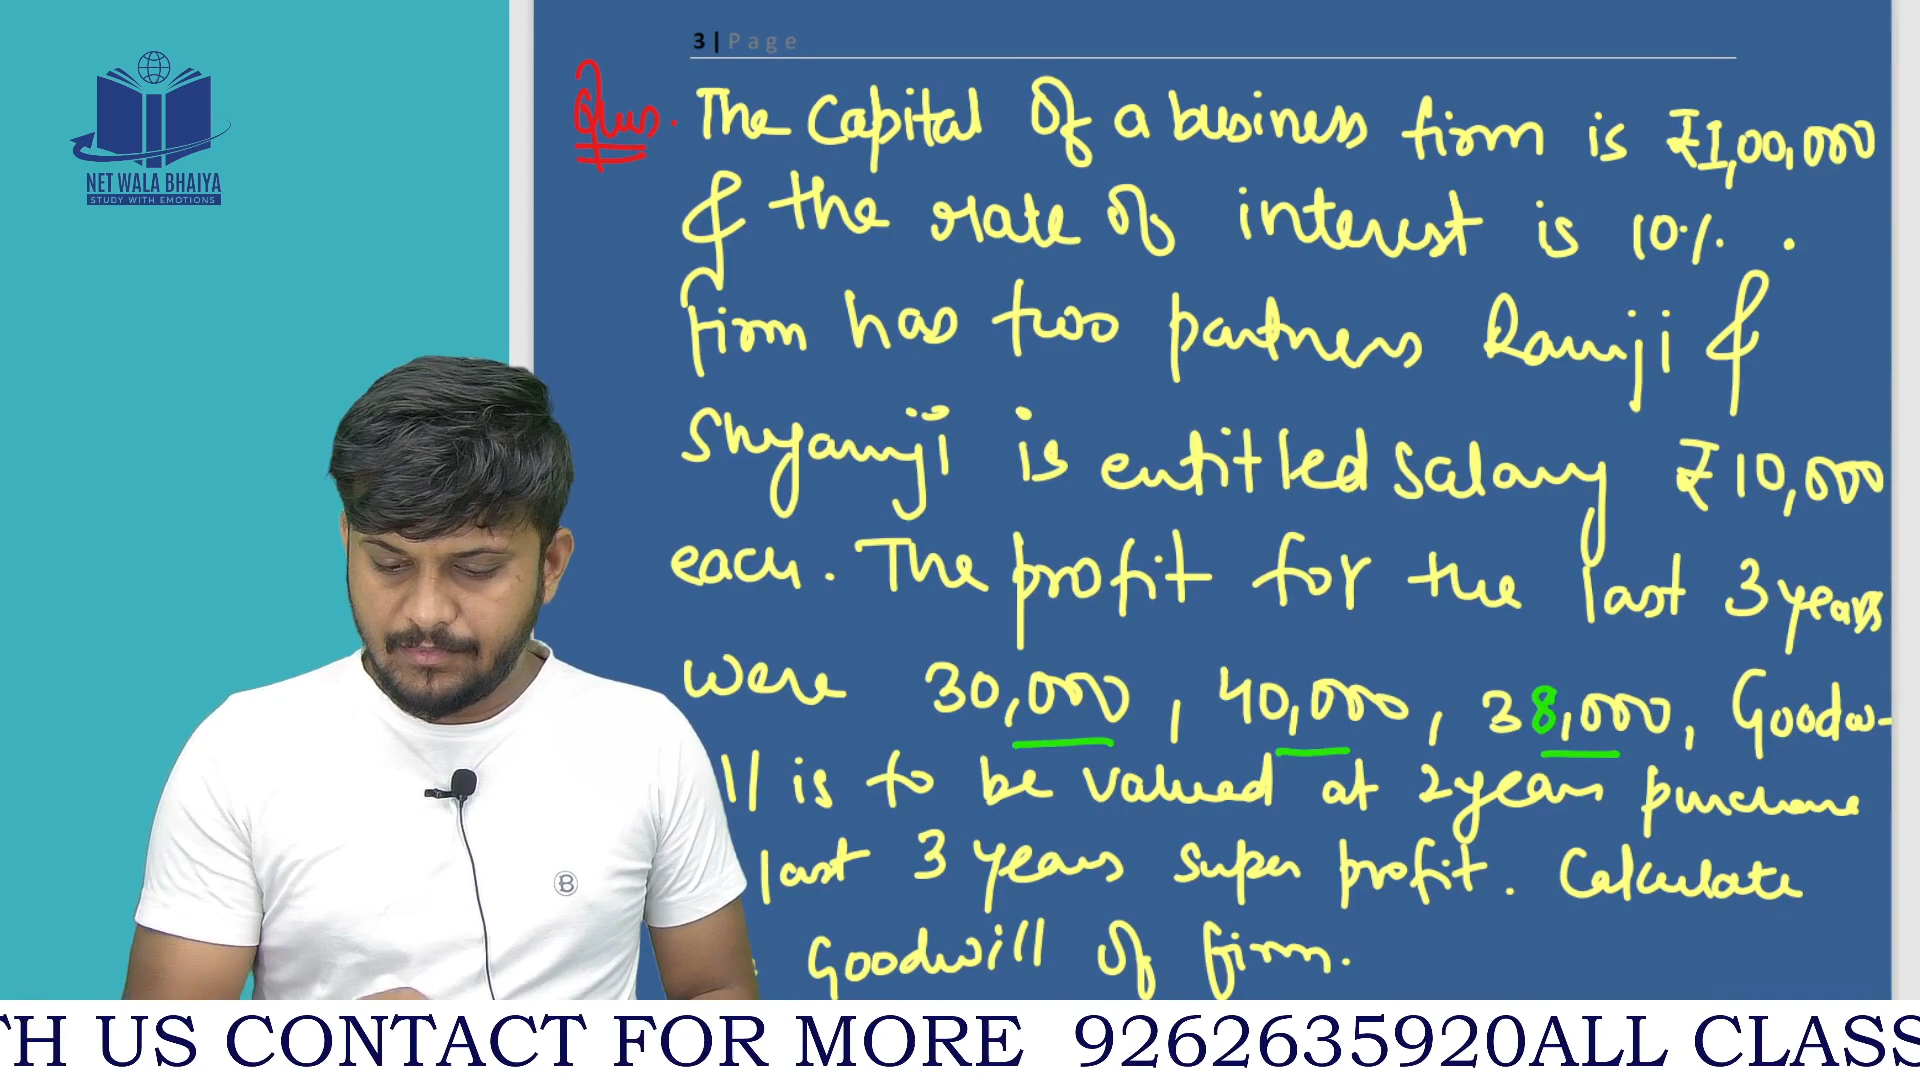 3 | Page
NET WALA BHAIYA
STUDY WITH EMOTIONS
Ques. The Capital Of a business firm is ₹1,00,000
& the rate of interest is 10%.
Firm has two partners Ramji &
Shyamji is entitled Salary ₹10,000
each. The profit for the last 3 years
were 30,000, 40,000, 38,000, Goodw-
ll is to be valued at 2 years purchase
last 3 years super profit. Calculate
Goodwill of firm.
TH US CONTACT FOR MORE 9262635920ALL CLASS